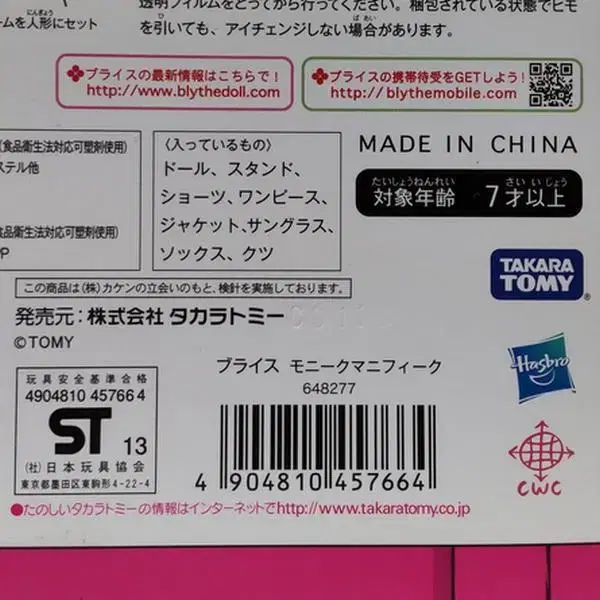 透明フィルムをとってから行ってください。梱包されている状態でヒモ
を引いても、アイチェンジしない場合があります。
ひ
ばあい
にんぎょう
ームを人形にセット
ブライスの最新情報はこちらで!
http://www.blythedoll.com
ブライスの携帯待受をGETしよう!
http://blythemobile.com
(食品衛生法対応可塑剤使用)
ステル他
(食品衛生法対応可塑剤使用)
PP
〈入っているもの〉
ドール、スタンド、
ショーツ、ワンピース、
ジャケット、サングラス、
ソックス、クツ
MADE IN CHINA
たいしょうねんれい さいいじょう
対象年齢 7才以上
TAKARA
TOMY
この商品は(株)カケンの立会いのもと、検針を実施しております。
発売元:株式会社 タカラトミー
©TOMY
Hasbro
CWC
玩具安全基準合格
4904810 457664
ST 13
(社)日本玩具協会
東京都墨田区東駒形4-22-4
ブライス モニークマニフィーク
648277
4 904810 457664
●たのしいタカラトミーの情報はインターネットでhttp://www.takaratomy.co.jp